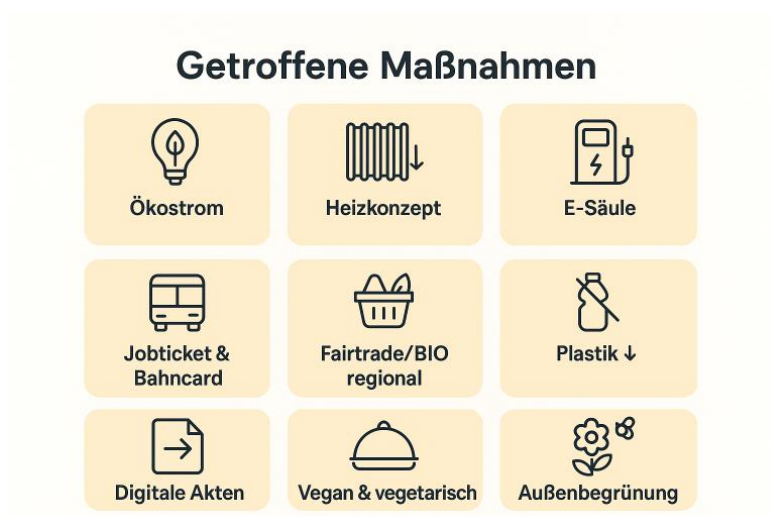 Getroffene Maßnahmen
Ökostrom
Heizkonzept
E-Säule
Jobticket &
Bahncard
Fairtrade/BIO
regional
Plastik ↓
Digitale Akten
Vegan & vegetarisch
Außenbegrünung